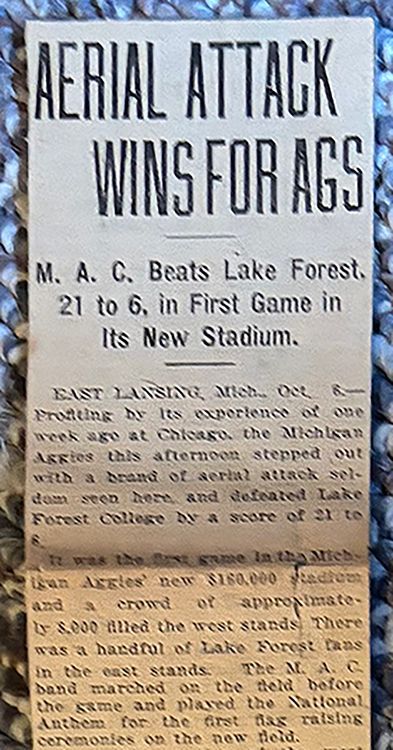 AERIAL ATTACK
WINS FOR AGS
M. A. C. Beats Lake Forest,
21 to 6, in First Game in
Its New Stadium.
EAST LANSING, Mich., Oct. 6.—
Profiting by its experience of one
week ago at Chicago, the Michigan
Aggies this afternoon stepped out
with a brand of aerial attack sel-
dom seen here, and defeated Lake
Forest College by a score of 21 to
6.
It was the first game in the Mich-
igan Aggies' new $160,000 stadium
and a crowd of approximate-
ly 8,000 filled the west stands. There
was a handful of Lake Forest fans
in the east stands. The M. A. C.
band marched on the field before
the game and played the National
Anthem for the first flag raising
ceremonies on the new field.